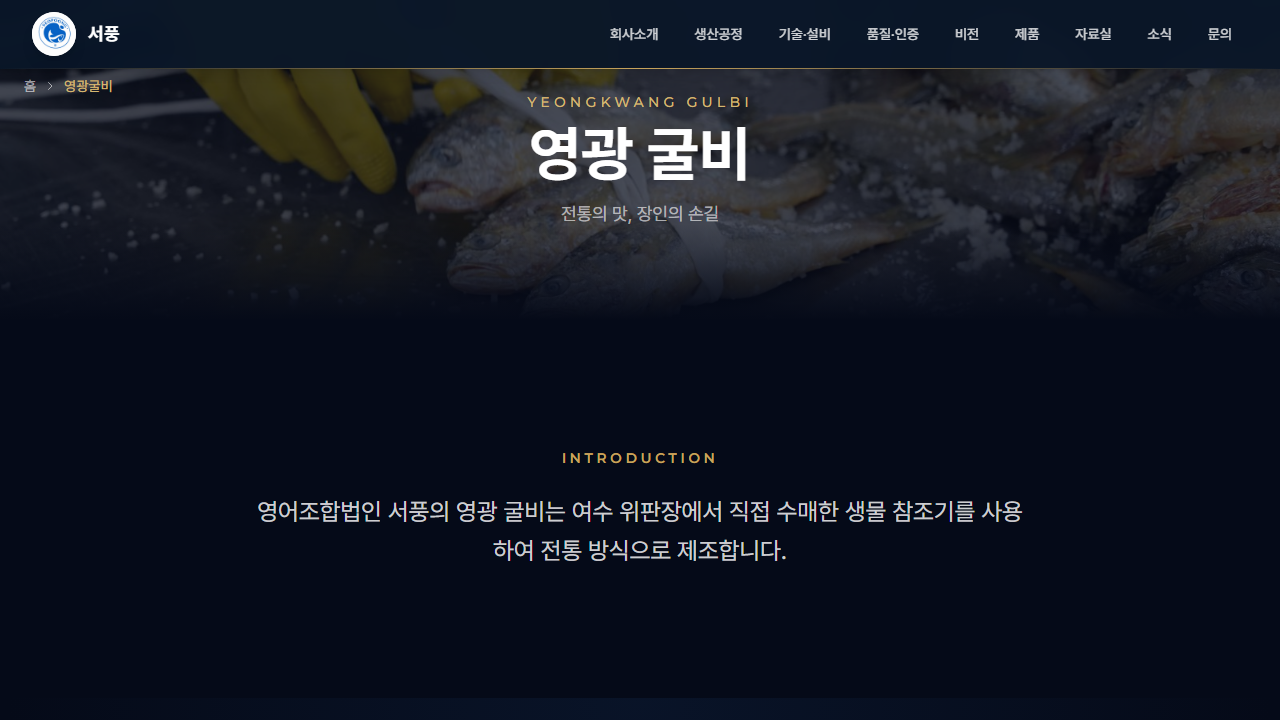 서풍
회사소개
생산공정
기술·설비
품질·인증
비전
제품
자료실
소식
문의
홈
영광굴비
YEONGKWANG GULBI
영광 굴비
전통의 맛, 장인의 손길
INTRODUCTION
영어조합법인 서풍의 영광 굴비는 여수 위판장에서 직접 수매한 생물 참조기를 사용
하여 전통 방식으로 제조합니다.